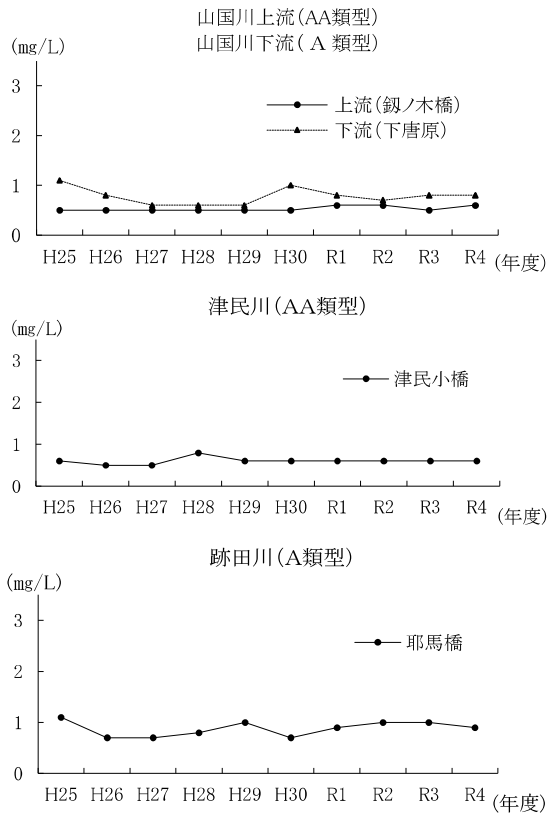 山国川上流(AA類型)
山国川下流( A 類型)
(mg/L)
3
2
1
0
上流(釼ノ木橋)
下流(下唐原)
H25 H26 H27 H28 H29 H30 R1 R2 R3 R4 (年度)
津民川(AA類型)
(mg/L)
3
2
1
0
津民小橋
H25 H26 H27 H28 H29 H30 R1 R2 R3 R4 (年度)
跡田川(A類型)
(mg/L)
3
2
1
0
耶馬橋
H25 H26 H27 H28 H29 H30 R1 R2 R3 R4 (年度)